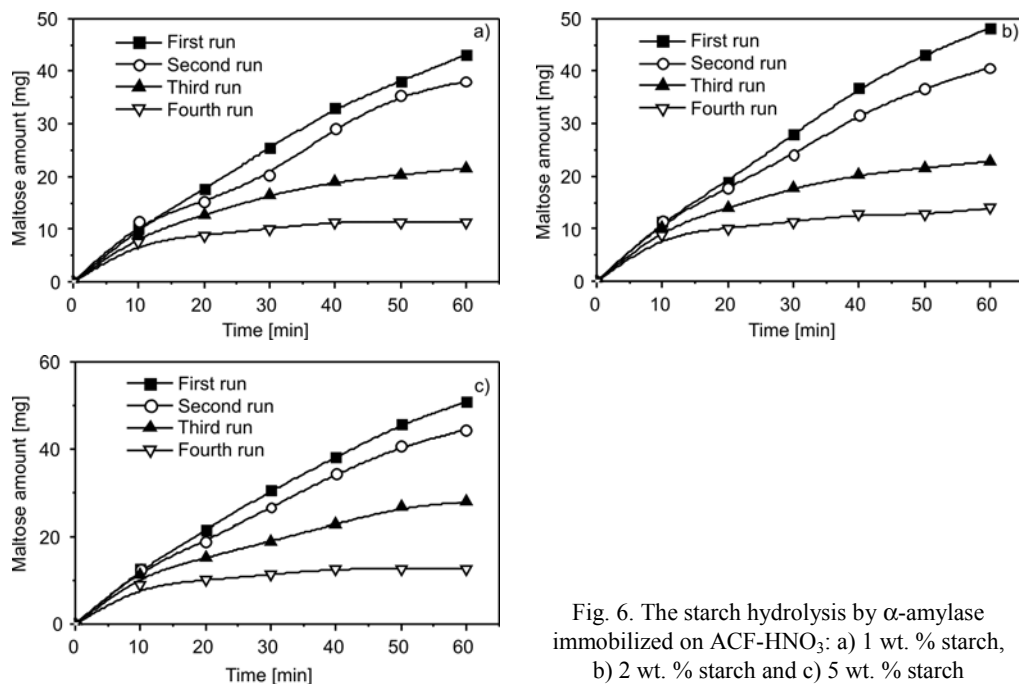 a)
First run
Second run
Third run
Fourth run
Maltose amount [mg]
50
40
30
20
10
0
0 10 20 30 40 50 60
Time [min]
b)
First run
Second run
Third run
Fourth run
Maltose amount [mg]
50
40
30
20
10
0
0 10 20 30 40 50 60
Time [min]
c)
First run
Second run
Third run
Fourth run
Maltose amount [mg]
60
50
40
20
0
0 10 20 30 40 50 60
Time [min]
Fig. 6. The starch hydrolysis by α-amylase
immobilized on ACF-HNO₃: a) 1 wt. % starch,
b) 2 wt. % starch and c) 5 wt. % starch